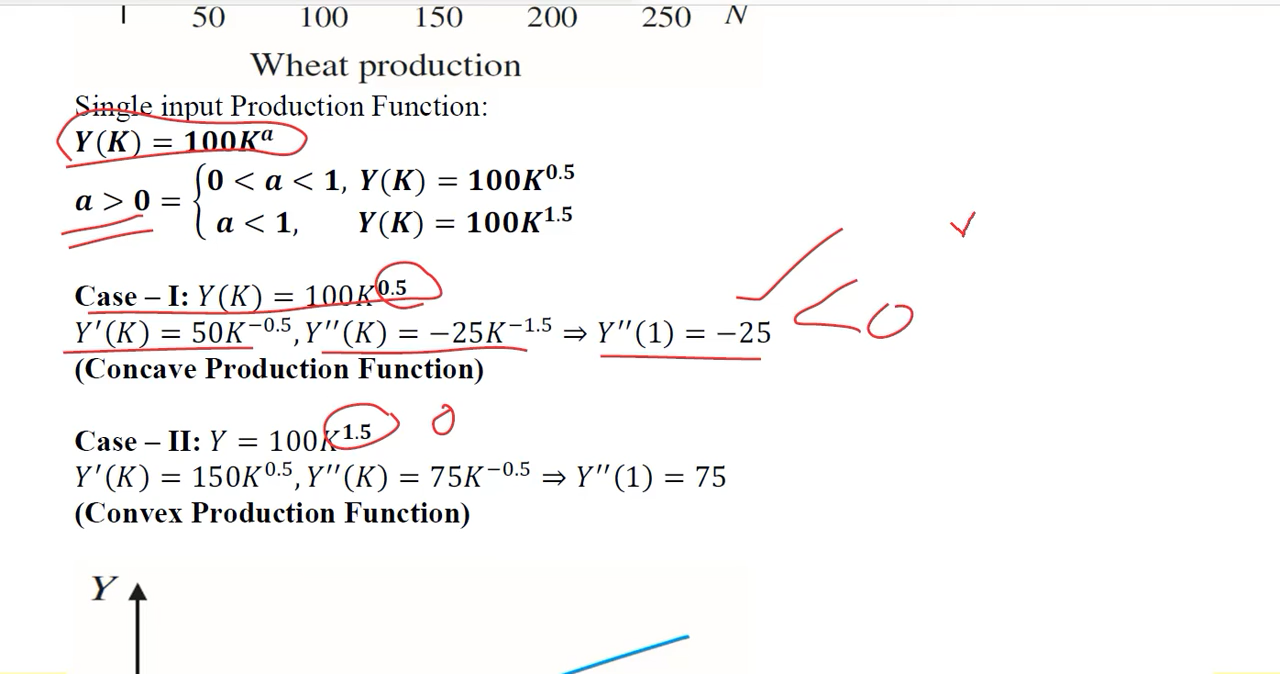 50 100 150 200 250 N
Wheat production
Single input Production Function:
Y(K) = 100Kᵃ
a > 0 = {0 < a < 1, Y(K) = 100K^0.5
a < 1, Y(K) = 100K^1.5
Case – I: Y(K) = 100K^0.5
Y′(K) = 50K^−0.5, Y′′(K) = −25K^−1.5 ⇒ Y′′(1) = −25 < 0
(Concave Production Function)
Case – II: Y = 100K^1.5
Y′(K) = 150K^0.5, Y′′(K) = 75K^−0.5 ⇒ Y′′(1) = 75
(Convex Production Function)
Y